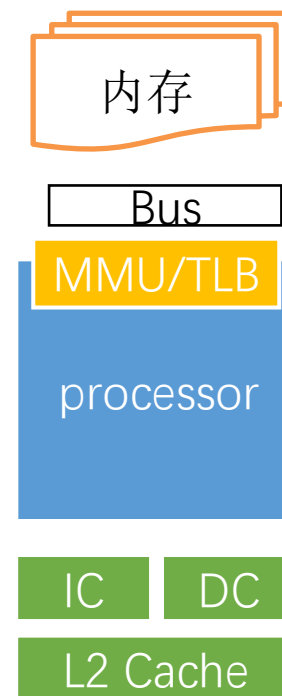 内存
Bus
MMU/TLB
processor
IC DC
L2 Cache